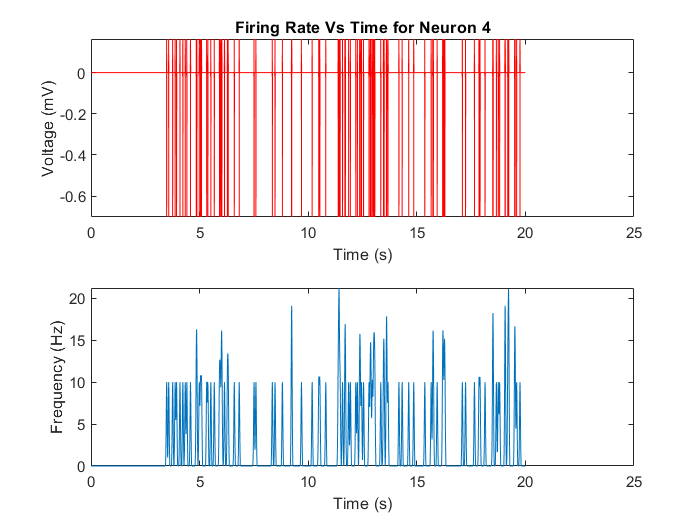 Firing Rate Vs Time for Neuron 4
0
-0.2
-0.4
-0.6
Voltage (mV)
0 5 10 15 20 25
Time (s)
20
15
10
5
0
Frequency (Hz)
0 5 10 15 20 25
Time (s)